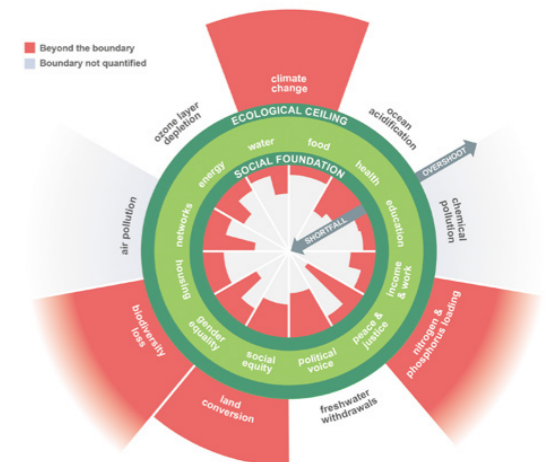 Beyond the boundary
Boundary not quantified
climate
change
ozone layer
depletion
ocean
acidification
ECOLOGICAL CEILING
OVERSHOOT
water
food
energy
health
SOCIAL FOUNDATION
SHORTFALL
networks
education
air pollution
chemical
pollution
housing
income
& work
gender
equality
peace &
justice
social
equity
political
voice
biodiversity
loss
nitrogen &
phosphorus loading
land
conversion
freshwater
withdrawals